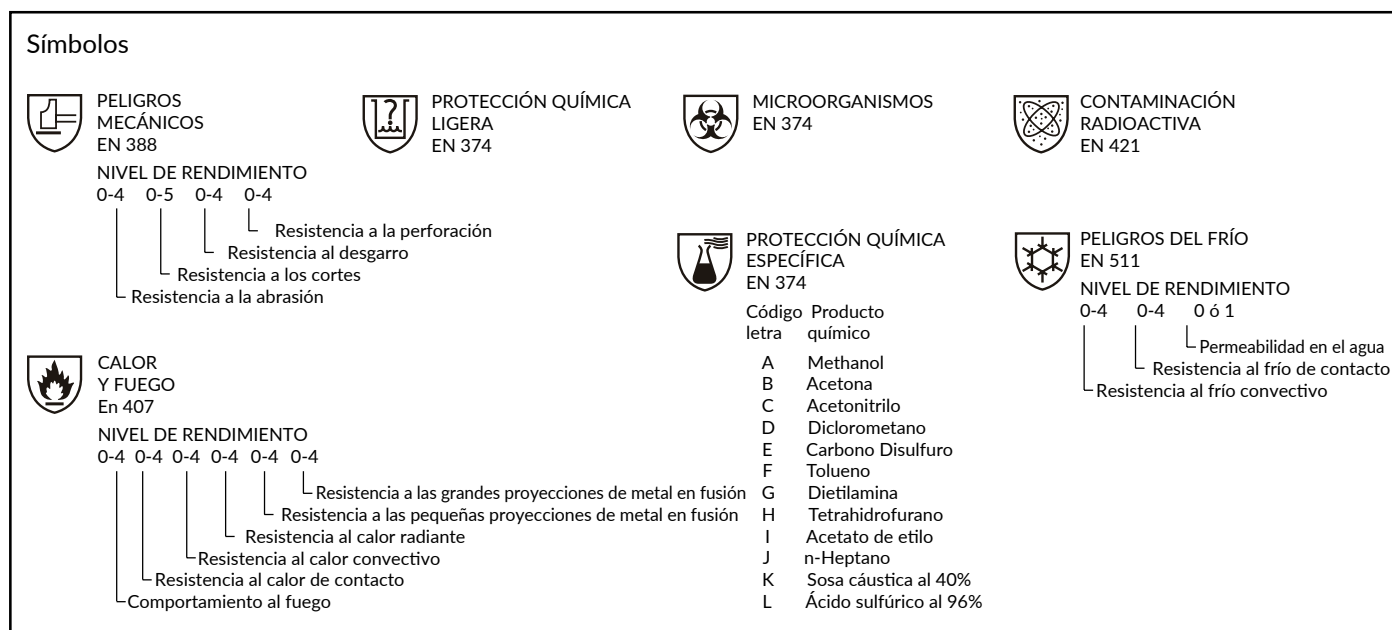 Símbolos
PELIGROS
MECÁNICOS
EN 388
NIVEL DE RENDIMIENTO
0-4 0-5 0-4 0-4
Resistencia a la perforación
Resistencia al desgarro
Resistencia a los cortes
Resistencia a la abrasión
PROTECCIÓN QUÍMICA
LIGERA
EN 374
MICROORGANISMOS
EN 374
CONTAMINACIÓN
RADIOACTIVA
EN 421
CALOR
Y FUEGO
En 407
NIVEL DE RENDIMIENTO
0-4 0-4 0-4 0-4 0-4 0-4
Resistencia a las grandes proyecciones de metal en fusión
Resistencia a las pequeñas proyecciones de metal en fusión
Resistencia al calor radiante
Resistencia al calor convectivo
Resistencia al calor de contacto
Comportamiento al fuego
PROTECCIÓN QUÍMICA
ESPECÍFICA
EN 374
Código Producto
letra químico
A Methanol
B Acetona
C Acetonitrilo
D Diclorometano
E Carbono Disulfuro
F Tolueno
G Dietilamina
H Tetrahidrofurano
I Acetato de etilo
J n-Heptano
K Sosa cáustica al 40%
L Ácido sulfúrico al 96%
PELIGROS DEL FRÍO
EN 511
NIVEL DE RENDIMIENTO
0-4 0-4 0 ó 1
Permeabilidad en el agua
Resistencia al frío de contacto
Resistencia al frío convectivo